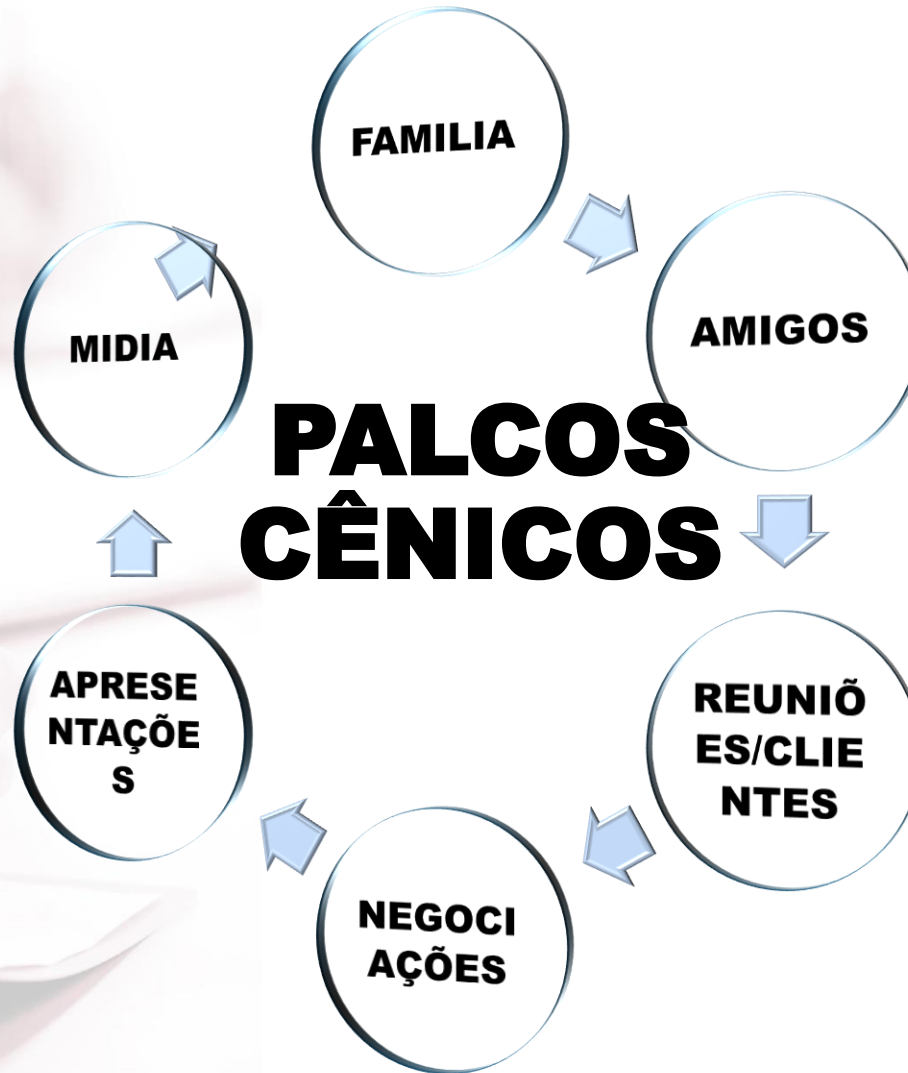 FAMILIA
AMIGOS
MIDIA
PALCOS
CÊNICOS
APRESE
NTAÇÕE
S
REUNIÕ
ES/CLIE
NTES
NEGOCI
AÇÕES